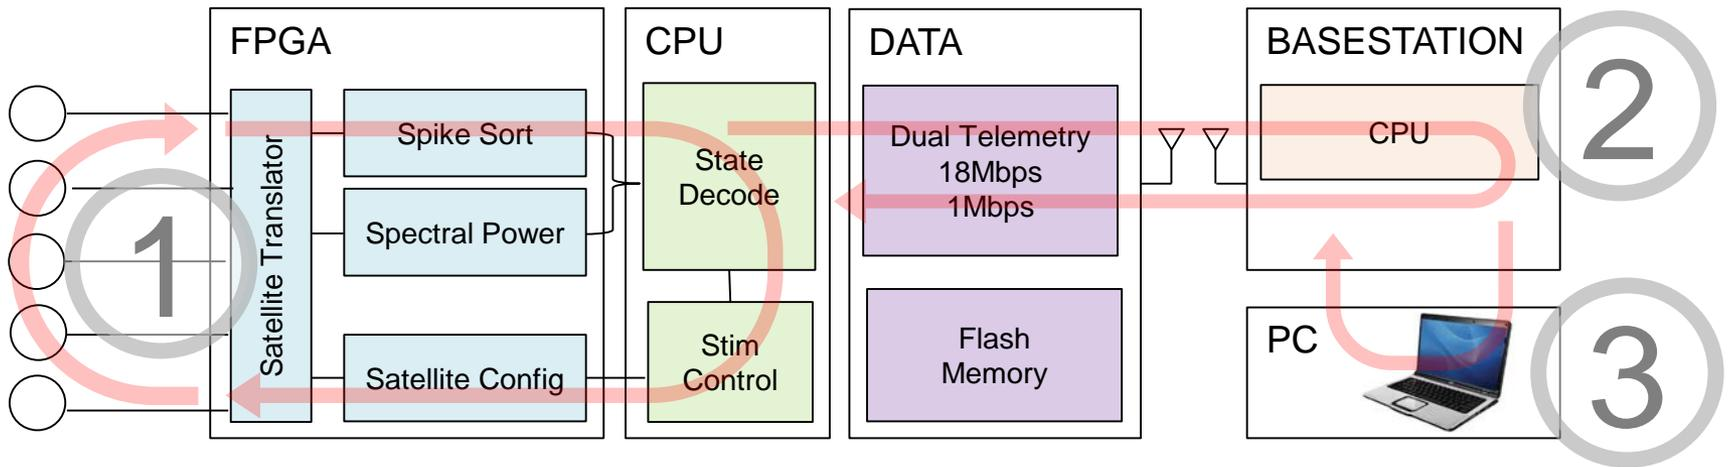 FPGA
CPU
DATA
BASESTATION
2
Satellite Translator
Spike Sort
Spectral Power
Satellite Config
State
Decode
Stim
Control
Dual Telemetry
18Mbps
1Mbps
Flash
Memory
CPU
1
PC
3